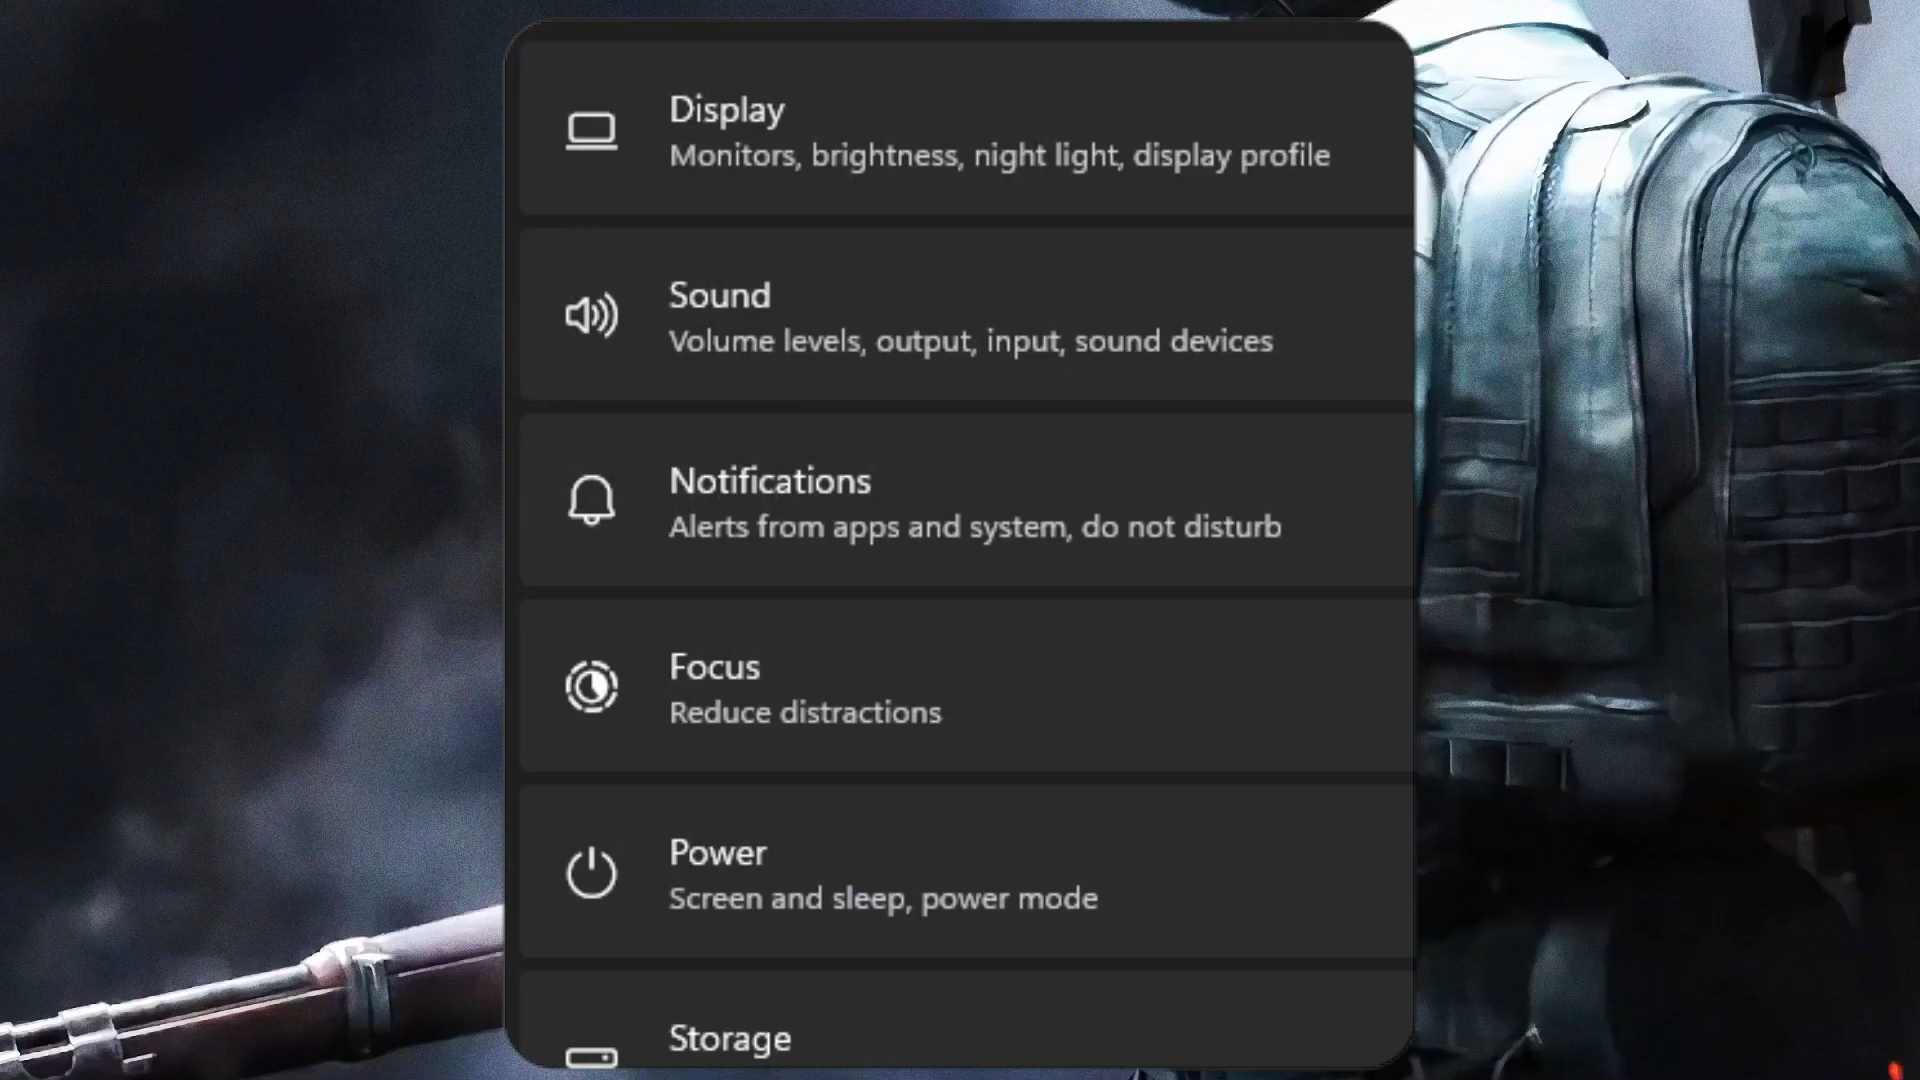 Display
Monitors, brightness, night light, display profile
Sound
Volume levels, output, input, sound devices
Notifications
Alerts from apps and system, do not disturb
Focus
Reduce distractions
Power
Screen and sleep, power mode
Storage